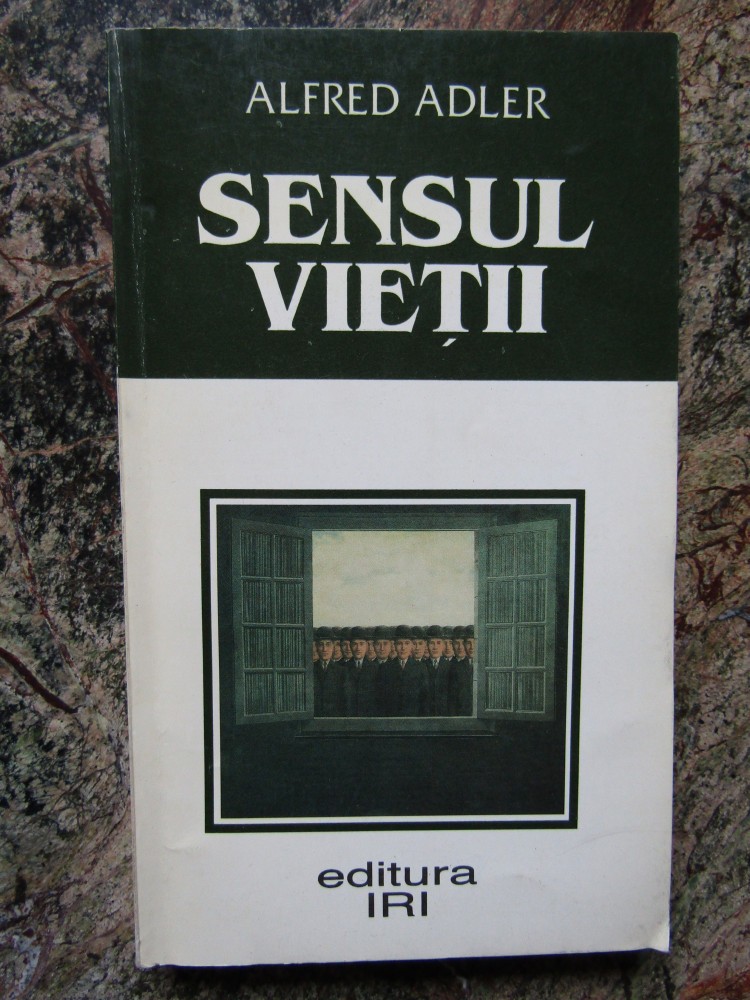 ALFRED ADLER
SENSUL
VIEȚII
editura
IRI